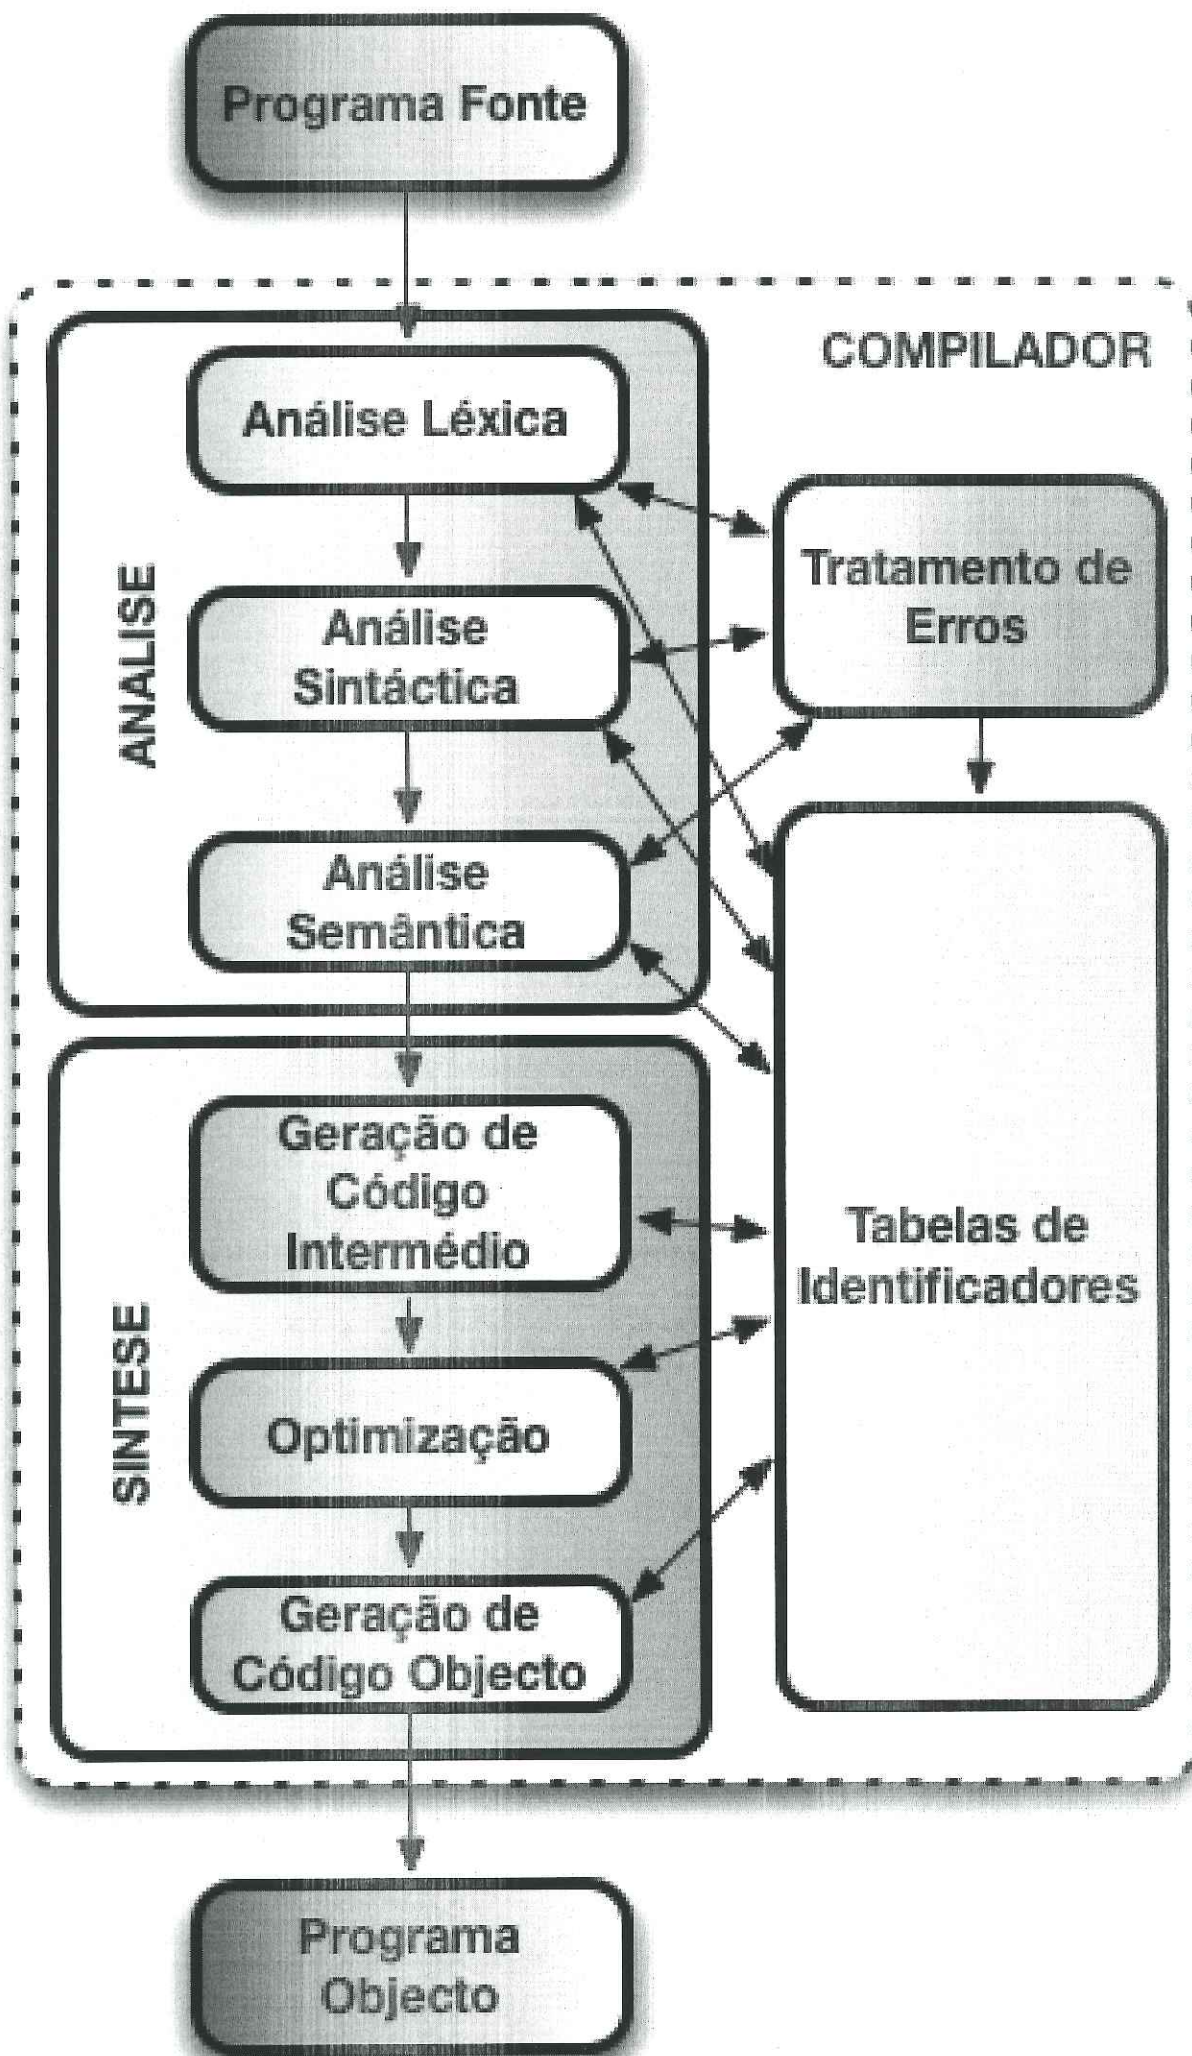 Programa Fonte
COMPILADOR
ANALISE
Análise Léxica
Análise
Sintáctica
Análise
Semântica
Tratamento de
Erros
Tabelas de
Identificadores
SINTESE
Geração de
Código
Intermédio
Optimização
Geração de
Código Objecto
Programa
Objecto